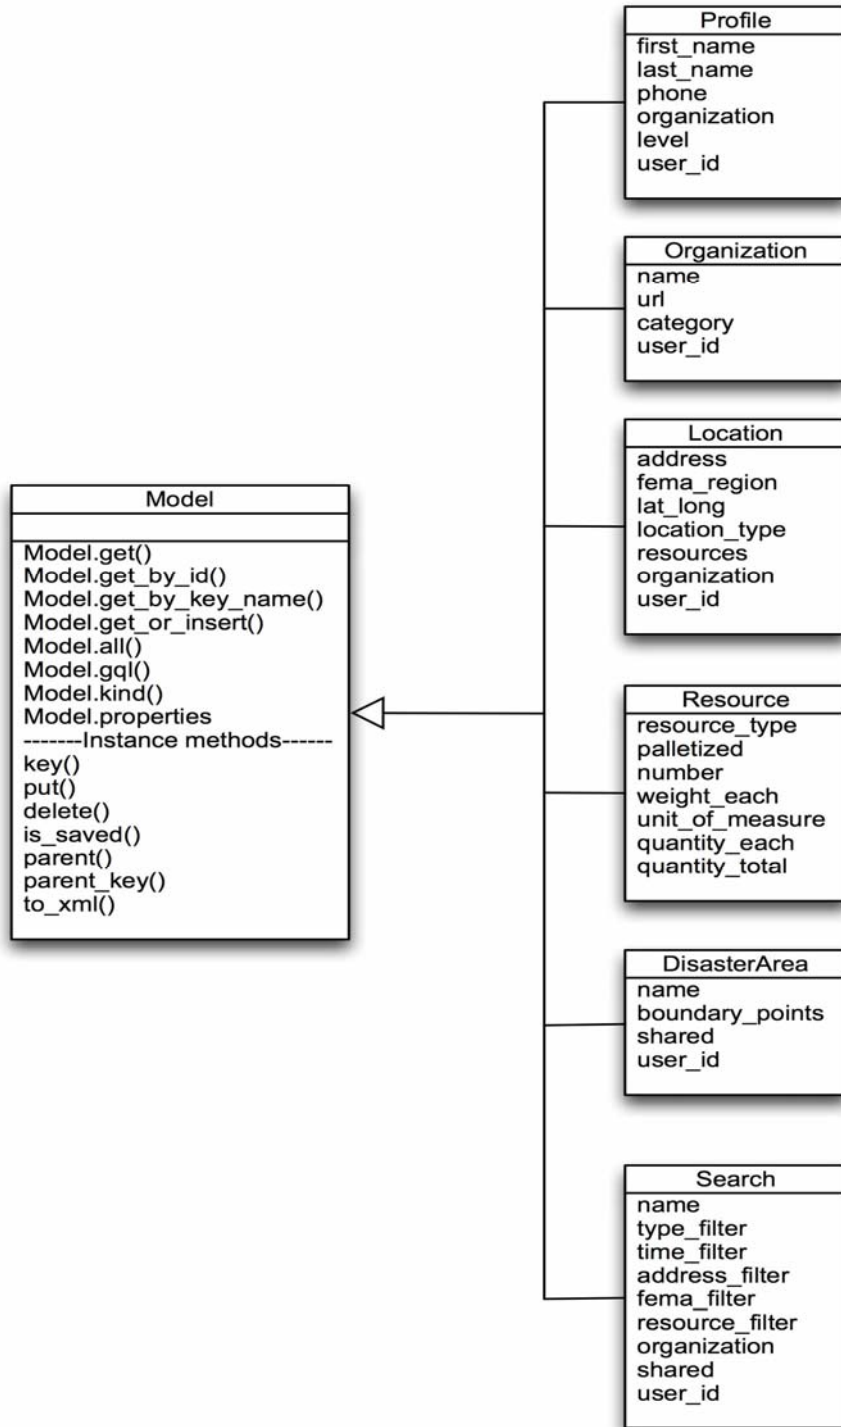 Profile
first_name
last_name
phone
organization
level
user_id
Organization
name
url
category
user_id
Location
address
fema_region
lat_long
location_type
resources
organization
user_id
Model
Model.get()
Model.get_by_id()
Model.get_by_key_name()
Model.get_or_insert()
Model.all()
Model.gql()
Model.kind()
Model.properties
-------Instance methods------
key()
put()
delete()
is_saved()
parent()
parent_key()
to_xml()
Resource
resource_type
palletized
number
weight_each
unit_of_measure
quantity_each
quantity_total
DisasterArea
name
boundary_points
shared
user_id
Search
name
type_filter
time_filter
address_filter
fema_filter
resource_filter
organization
shared
user_id